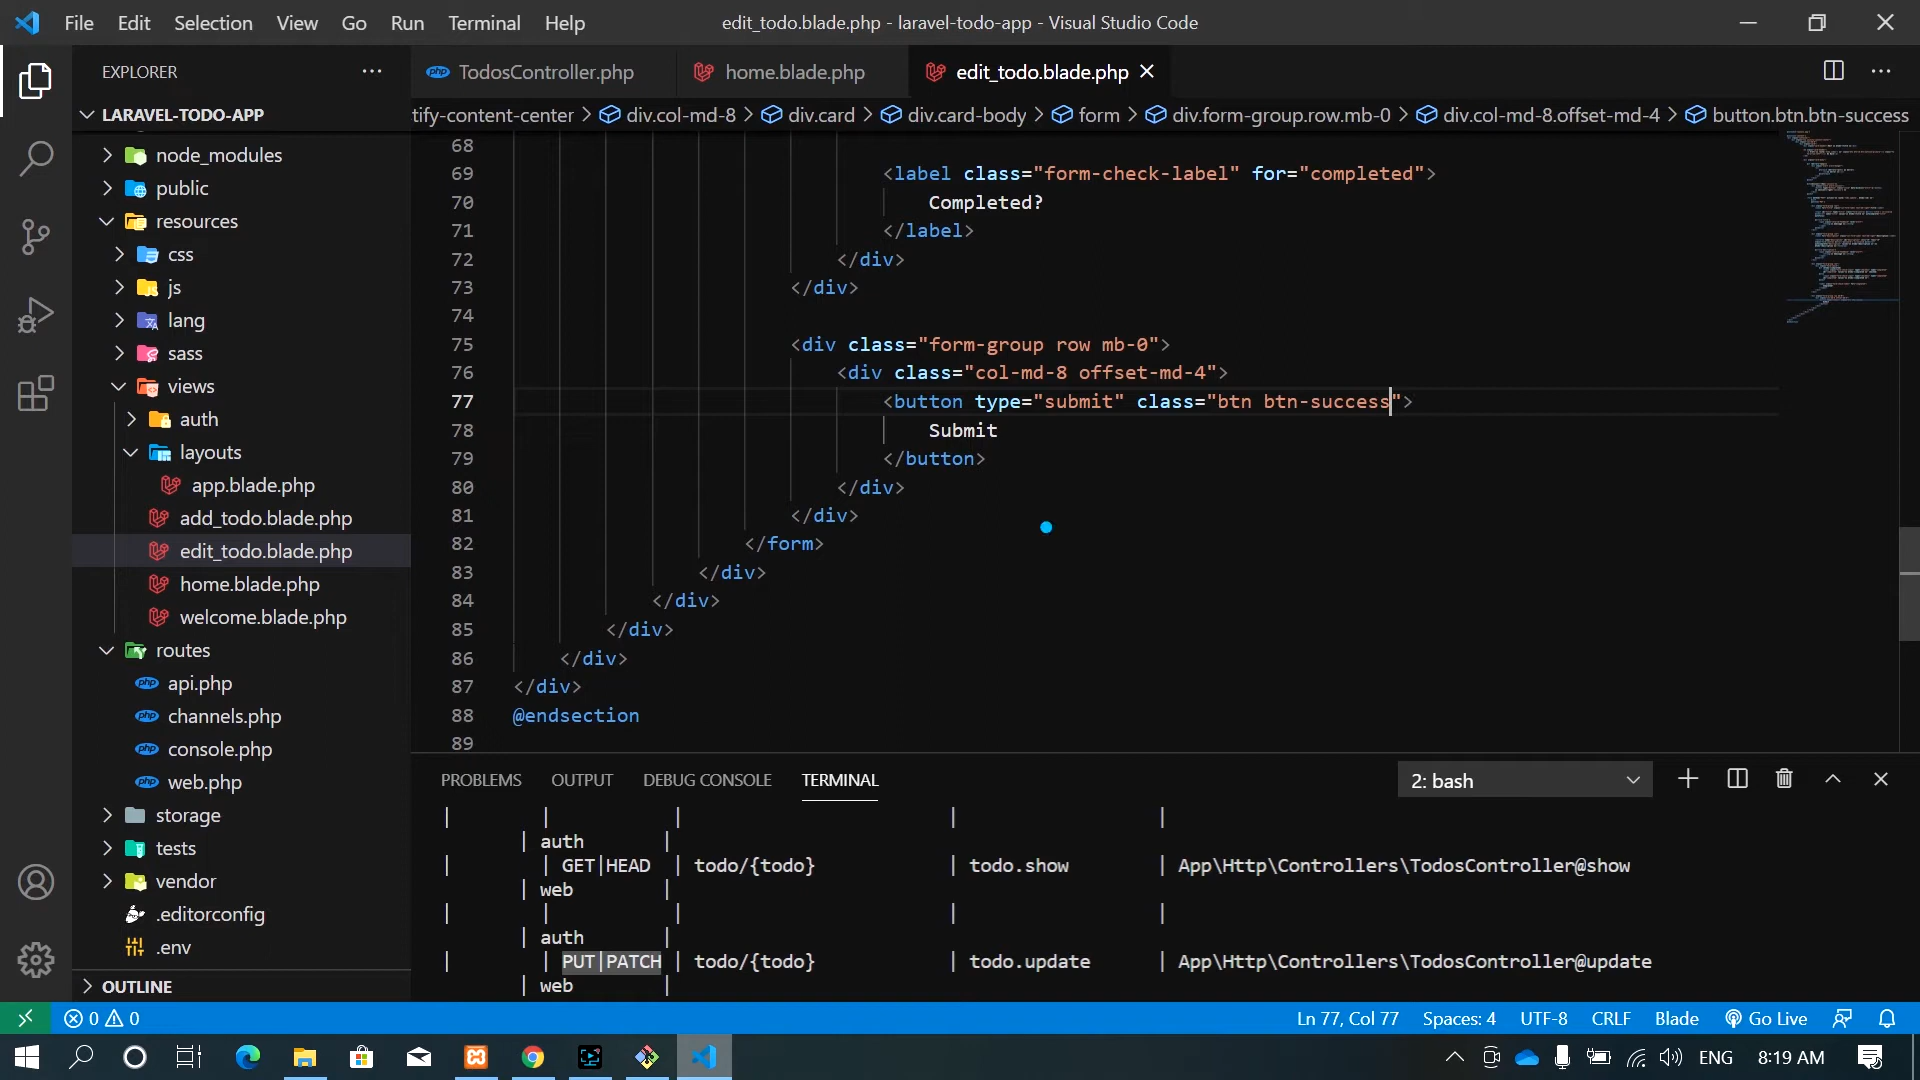 File Edit Selection View Go Run Terminal Help
edit_todo.blade.php - laravel-todo-app - Visual Studio Code
EXPLORER
TodosController.php
home.blade.php
edit_todo.blade.php
LARAVEL-TODO-APP
tify-content-center > div.col-md-8 > div.card > div.card-body > form > div.form-group.row.mb-0 > div.col-md-8.offset-md-4 > button.btn.btn-success
node_modules
public
resources
css
js
lang
sass
views
auth
layouts
app.blade.php
add_todo.blade.php
edit_todo.blade.php
home.blade.php
welcome.blade.php
routes
api.php
channels.php
console.php
web.php
storage
tests
vendor
.editorconfig
.env
OUTLINE
68
69 <label class="form-check-label" for="completed">
70 Completed?
71 </label>
72 </div>
73 </div>
74
75 <div class="form-group row mb-0">
76 <div class="col-md-8 offset-md-4">
77 <button type="submit" class="btn btn-success">
78 Submit
79 </button>
80 </div>
81 </div>
82 </form>
83 </div>
84 </div>
85 </div>
86 </div>
87 </div>
88 @endsection
89
PROBLEMS OUTPUT DEBUG CONSOLE TERMINAL
2: bash
| | | | |
| auth |
| | GET|HEAD | todo/{todo} | todo.show | App\Http\Controllers\TodosController@show
| web |
| | | | |
| auth |
| | PUT|PATCH | todo/{todo} | todo.update | App\Http\Controllers\TodosController@update
| web |
0 0
Ln 77, Col 77 Spaces: 4 UTF-8 CRLF Blade Go Live
ENG 8:19 AM